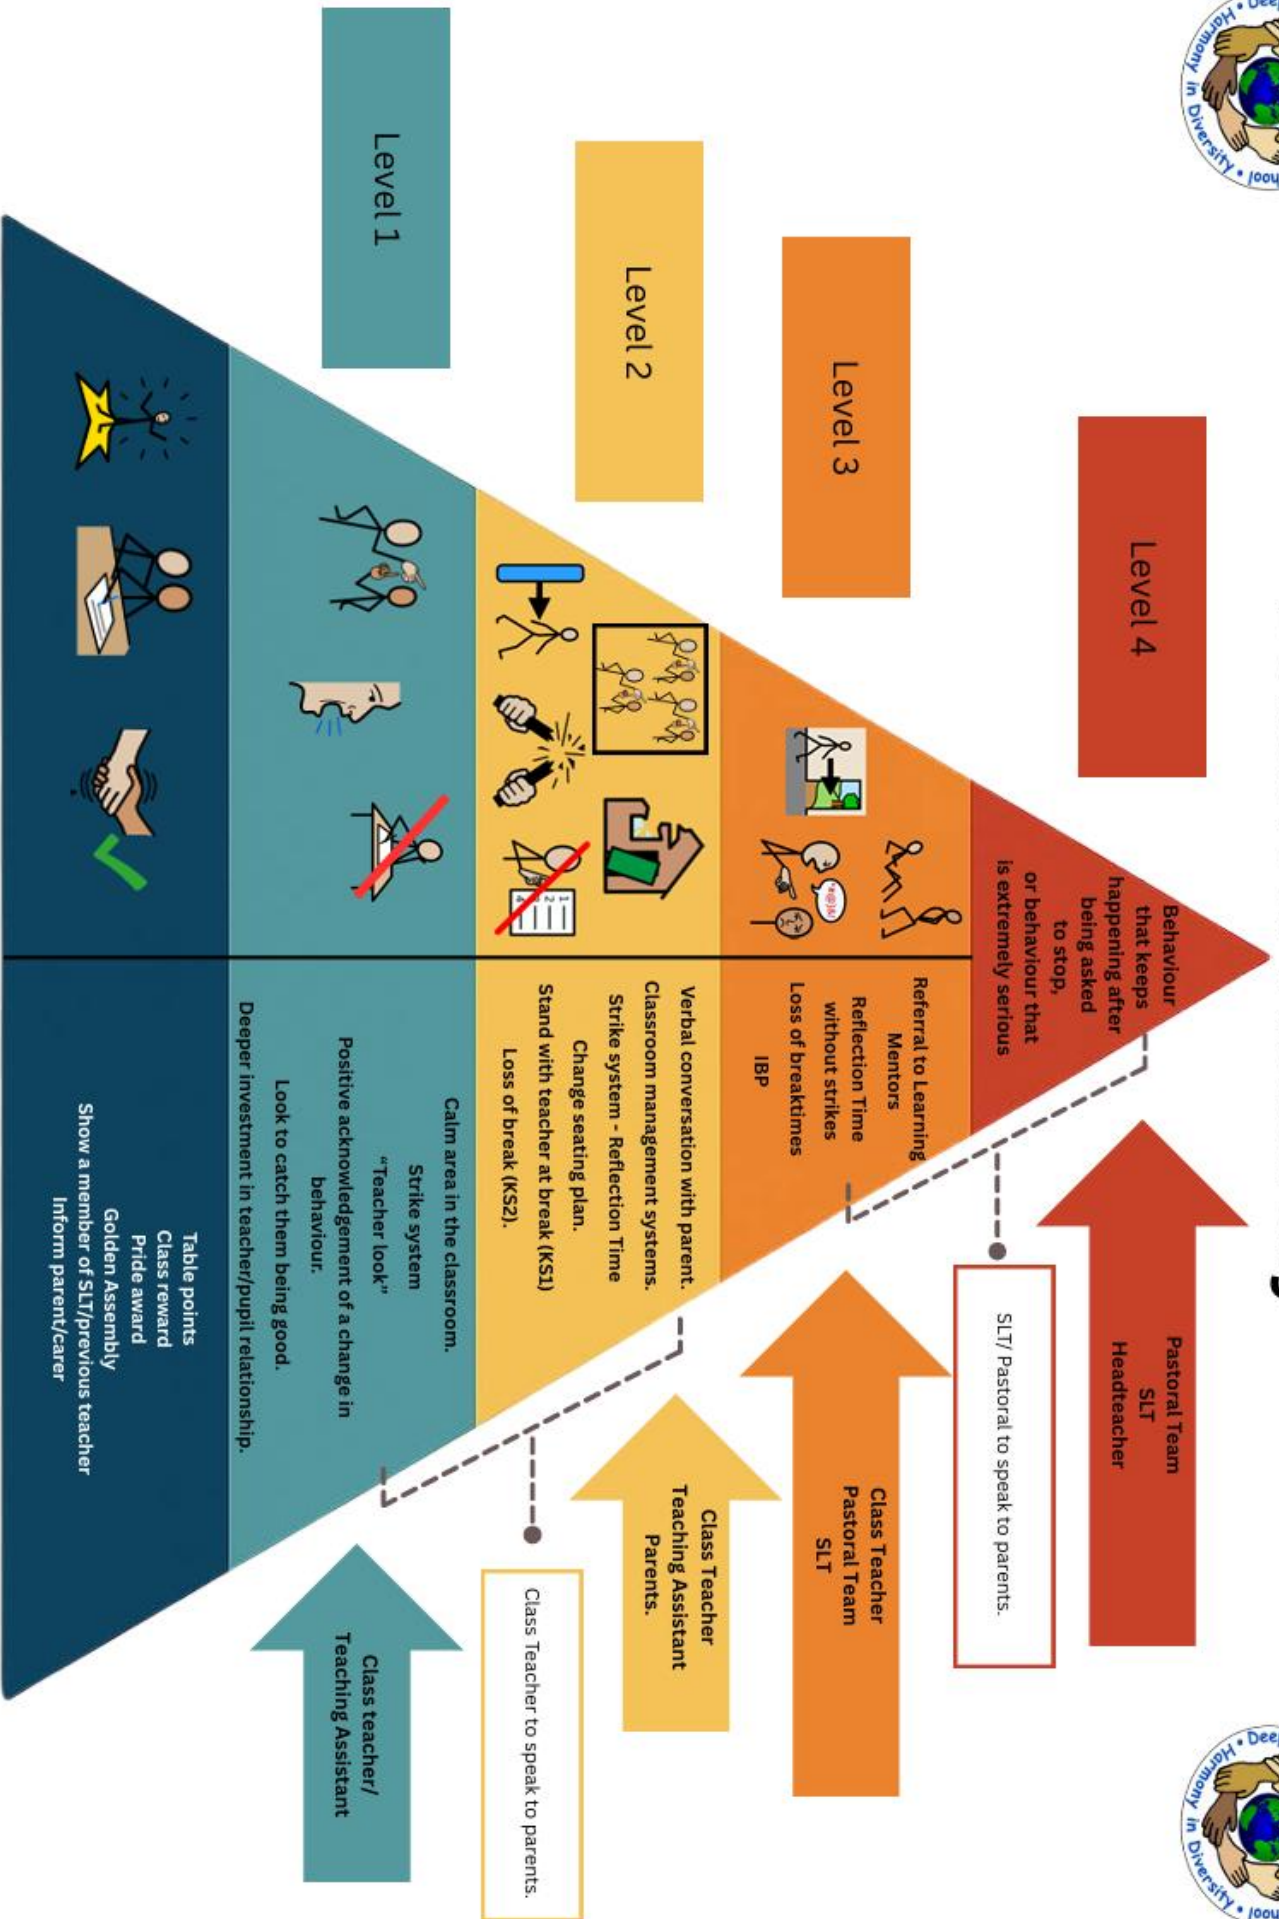 Harmony in Diversity
Harmony in Diversity
Level 4
Behaviour
that keeps
happening after
being asked
to stop,
or behaviour that
is extremely serious
Pastoral Team
SLT
Headteacher
SLT/ Pastoral to speak to parents.
Level 3
Referral to Learning
Mentors
Reflection Time
without strikes
Loss of breaktimes
IBP
Class Teacher
Pastoral Team
SLT
Level 2
Verbal conversation with parent.
Classroom management systems.
Strike system - Reflection Time
Change seating plan.
Stand with teacher at break (KS1)
Loss of break (KS2).
Class Teacher
Teaching Assistant
Parents.
Class Teacher to speak to parents.
Level 1
Calm area in the classroom.
Strike system
“Teacher look”
Positive acknowledgement of a change in
behaviour.
Look to catch them being good.
Deeper investment in teacher/pupil relationship.
Class teacher/
Teaching Assistant
Table points
Class reward
Pride award
Golden Assembly
Show a member of SLT/previous teacher
Inform parent/carer